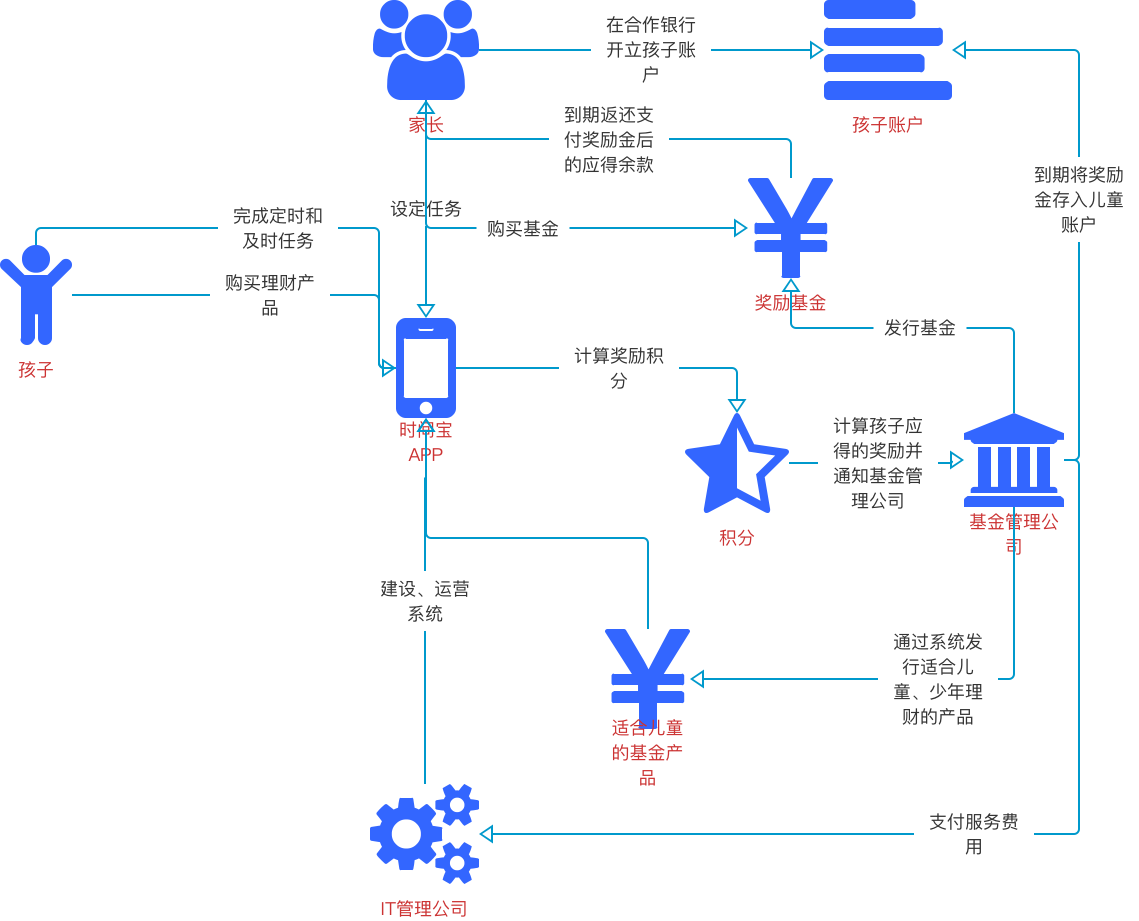 在合作银行
开立孩子账
户
家长
孩子账户
到期返还支
付奖励金后
的应得余款
到期将奖励
金存入儿童
账户
设定任务
购买基金
完成定时和
及时任务
购买理财产
品
奖励基金
发行基金
孩子
计算奖励积
分
时间宝
APP
计算孩子应
得的奖励并
通知基金管
理公司
积分
基金管理公
司
建设、运营
系统
通过系统发
行适合儿
童、少年理
财的产品
适合儿童
的基金产
品
支付服务费
用
IT管理公司